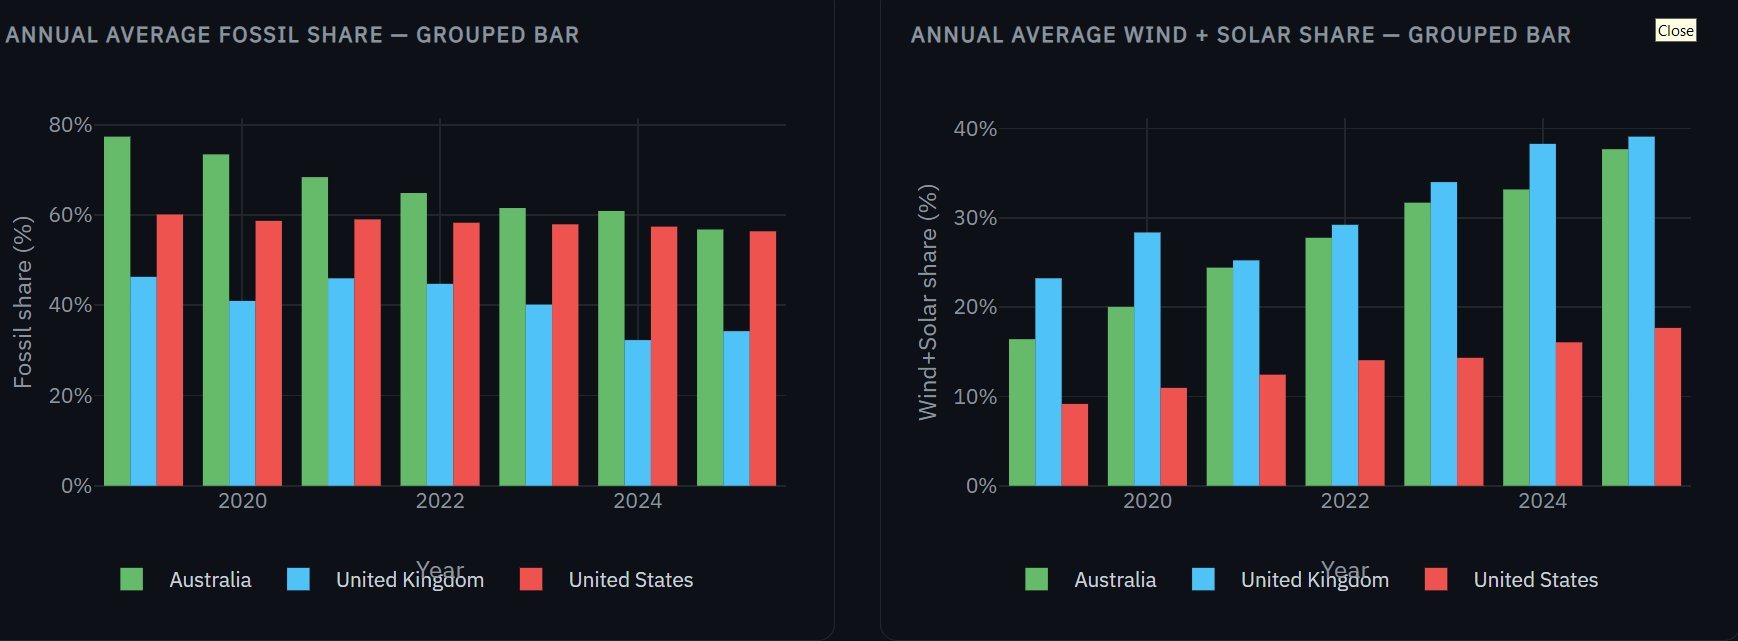 ANNUAL AVERAGE FOSSIL SHARE — GROUPED BAR
80%
60%
40%
20%
0%
Fossil share (%)
2020 2022 2024
Year
Australia United Kingdom United States
ANNUAL AVERAGE WIND + SOLAR SHARE — GROUPED BAR
Close
40%
30%
20%
10%
0%
Wind+Solar share (%)
2020 2022 2024
Year
Australia United Kingdom United States